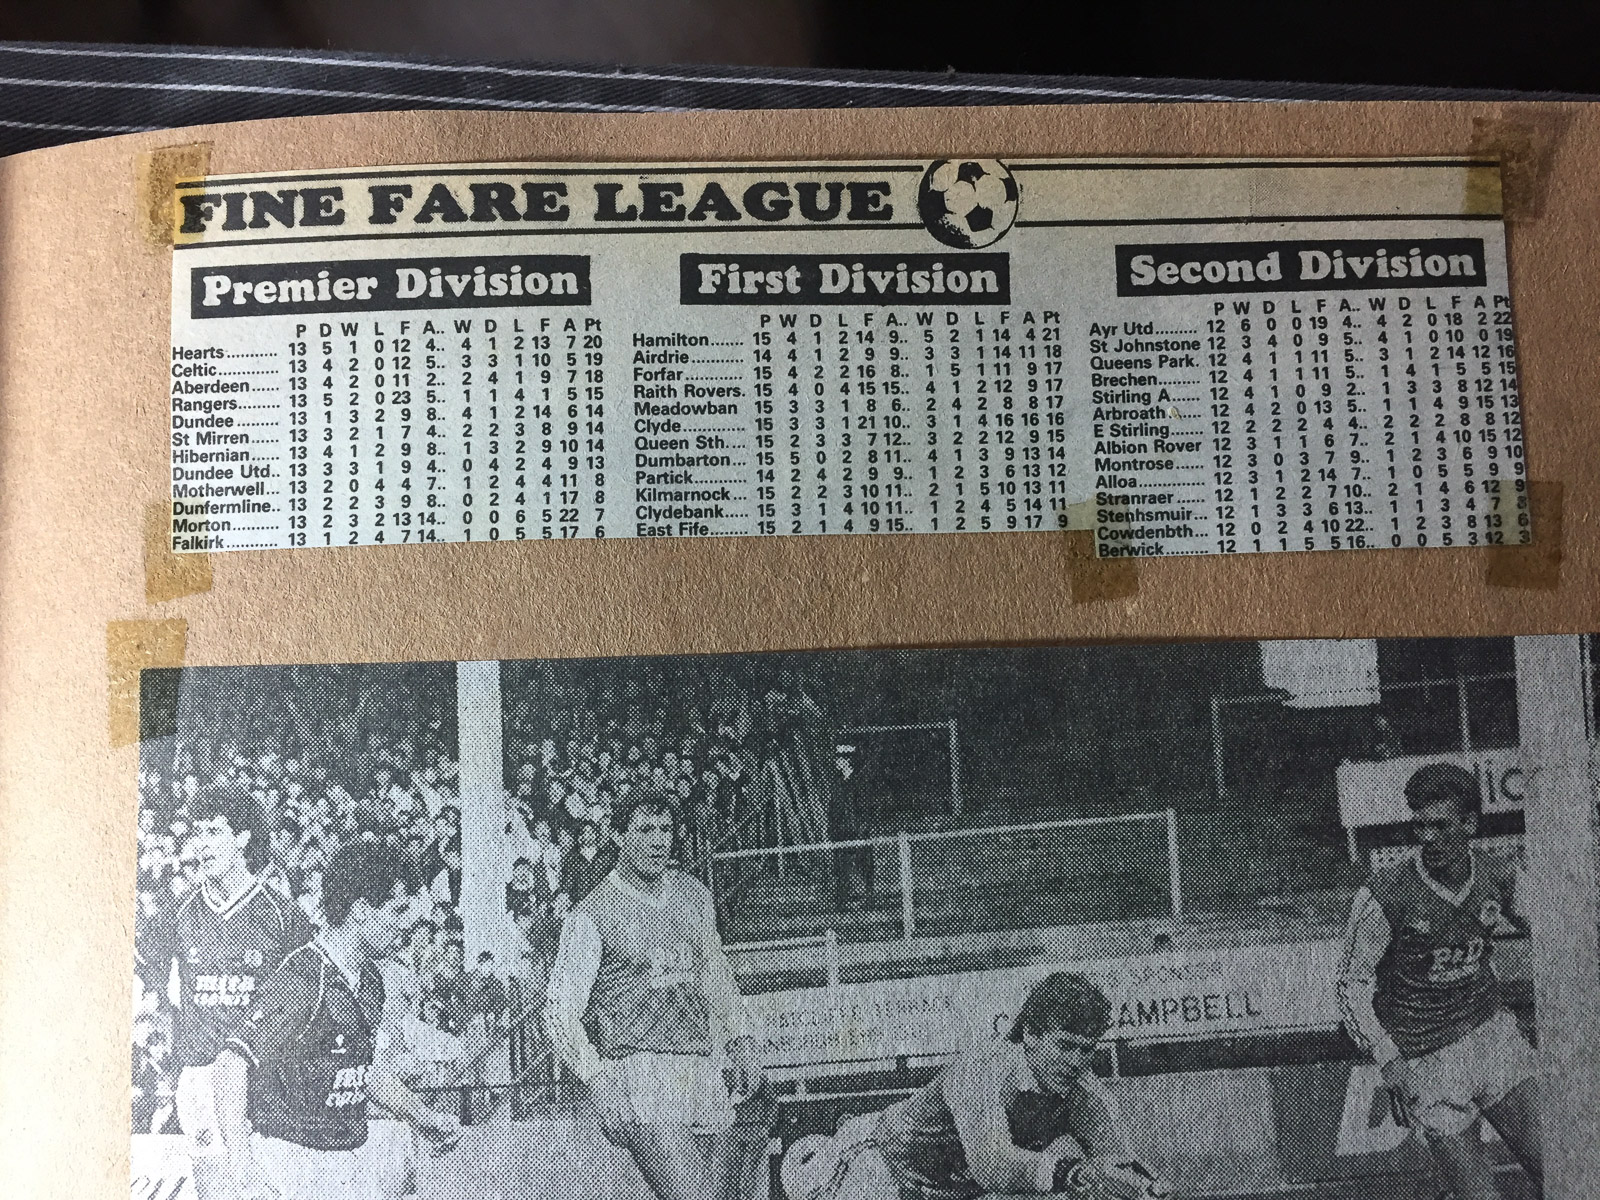 FINE FARE LEAGUE
Premier Division
P D W L F A.. W D L F A Pt
Hearts........... 13 5 1 0 12 4.. 4 1 2 13 7 20
Celtic............ 13 4 2 0 12 5.. 3 3 1 10 5 19
Aberdeen...... 13 4 2 0 11 2.. 2 4 1 9 7 18
Rangers........ 13 5 2 0 23 5.. 1 1 4 1 5 15
Dundee......... 13 1 3 2 9 8.. 4 1 2 14 6 14
St Mirren....... 13 3 2 1 7 4.. 2 2 3 8 9 14
Hibernian...... 13 4 1 2 9 8.. 1 3 2 9 10 14
Dundee Utd.. 13 3 3 1 9 4.. 0 4 2 4 9 13
Motherwell... 13 2 0 4 4 7.. 1 2 4 4 11 8
Dunfermline.. 13 2 2 3 9 8.. 0 2 4 1 17 8
Morton.......... 13 2 3 2 13 14.. 0 0 6 5 22 7
Falkirk........... 13 1 2 4 7 14.. 1 0 5 5 17 6
First Division
P W D L F A.. W D L F A Pt
Hamilton....... 15 4 1 2 14 9.. 5 2 1 14 4 21
Airdrie........... 14 4 1 2 9 9.. 3 3 1 14 11 18
Forfar............ 15 4 2 2 16 8.. 1 5 1 11 9 17
Raith Rovers. 15 4 0 4 15 15.. 4 1 2 12 9 17
Meadowban 15 3 3 1 8 6.. 2 4 2 8 8 17
Clyde............ 15 3 3 1 21 10.. 3 1 4 16 16 16
Queen Sth.... 15 2 3 3 7 12.. 3 2 2 12 9 15
Dumbarton... 15 5 0 2 8 11.. 4 1 3 9 13 14
Partick.......... 14 2 4 2 9 9.. 1 2 3 6 13 12
Kilmarnock... 15 2 2 3 10 11.. 2 1 5 10 13 11
Clydebank.... 15 3 1 4 10 11.. 1 2 4 5 14 11
East Fife........ 15 2 1 4 9 15.. 1 2 5 9 17 9
Second Division
P W D L F A.. W D L F A Pt
Ayr Utd......... 12 6 0 0 19 4.. 4 2 0 18 2 22
St Johnstone 12 3 4 0 9 5.. 4 1 0 10 0 19
Queens Park. 12 4 1 1 11 5.. 3 1 2 14 12 16
Brechen......... 12 4 1 1 11 5.. 1 4 1 5 5 15
Stirling A....... 12 4 1 0 9 2.. 1 3 3 8 12 14
Arbroath....... 12 4 2 0 13 5.. 1 1 4 9 15 13
E Stirling....... 12 2 2 2 4 4.. 2 2 2 8 8 12
Albion Rover 12 3 1 1 6 7.. 2 1 4 10 15 12
Montrose...... 12 3 0 3 7 9.. 1 2 3 6 9 10
Alloa............. 12 3 1 2 14 7.. 1 0 5 5 9 9
Stranraer...... 12 1 2 2 7 10.. 2 1 4 6 12 9
Stenhsmuir... 12 1 3 3 6 13.. 1 1 3 4 7 8
Cowdenbth... 12 0 2 4 10 22.. 2 1 3 8 13 6
Berwick......... 12 1 1 5 5 16.. 0 0 5 3 12 3
SPONSOR
CAMPBELL
P&D